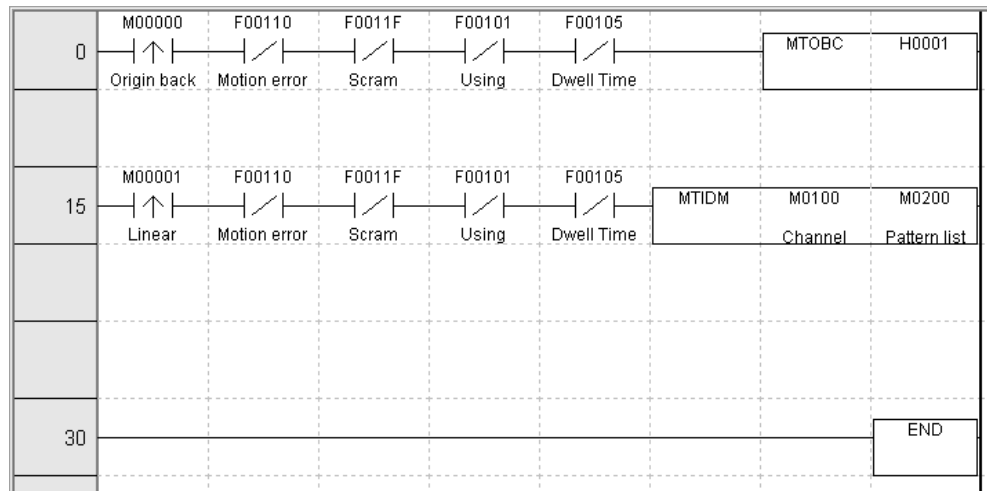 M00000 F00110 F0011F F00101 F00105
0 MTOBC H0001
Origin back Motion error Scram Using Dwell Time
M00001 F00110 F0011F F00101 F00105
15 MTIDM M0100 M0200
Linear Motion error Scram Using Dwell Time Channel Pattern list
30 END